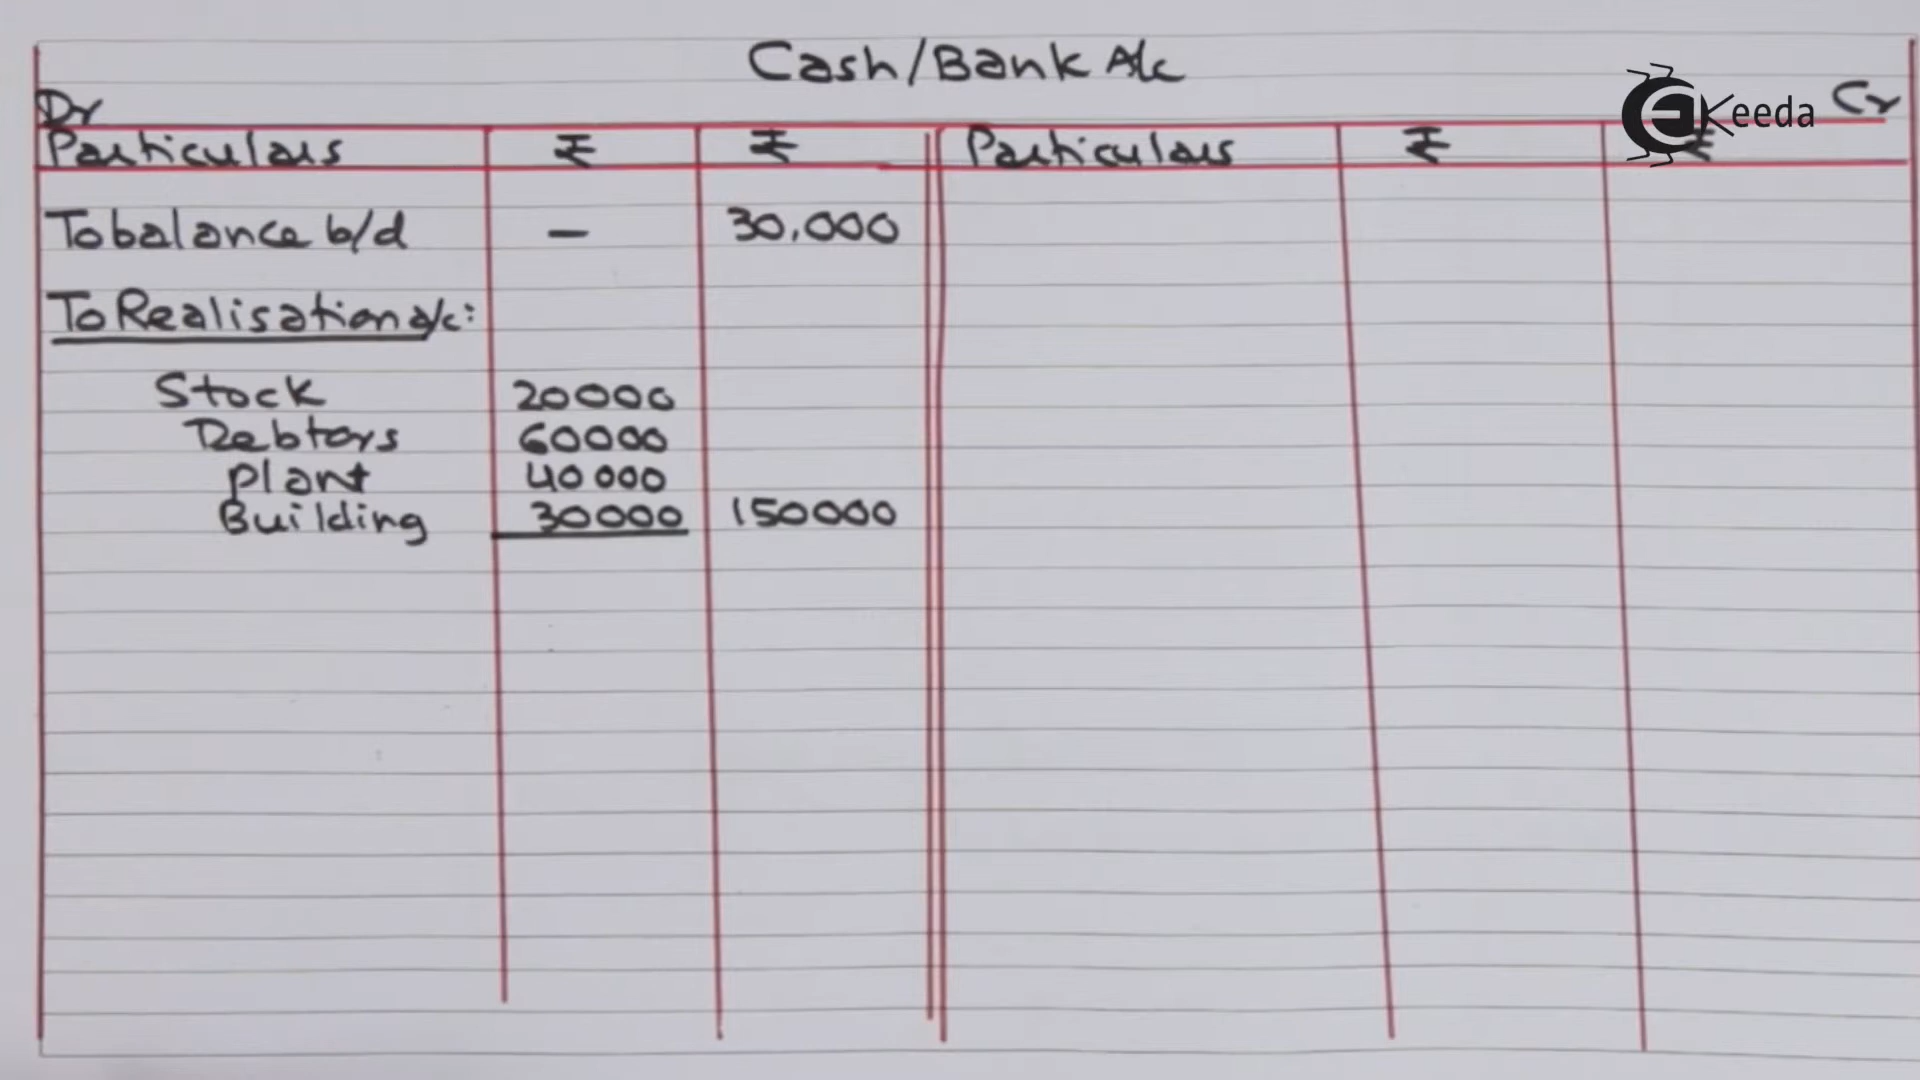 Cash/Bank A/c
Dr
Cr
Ekeeda
Particulars ₹ ₹ Particulars ₹ ₹
To balance b/d – 30,000
To Realisation a/c:
Stock 20000
Debtors 60000
Plant 40000
Building 30000 150000